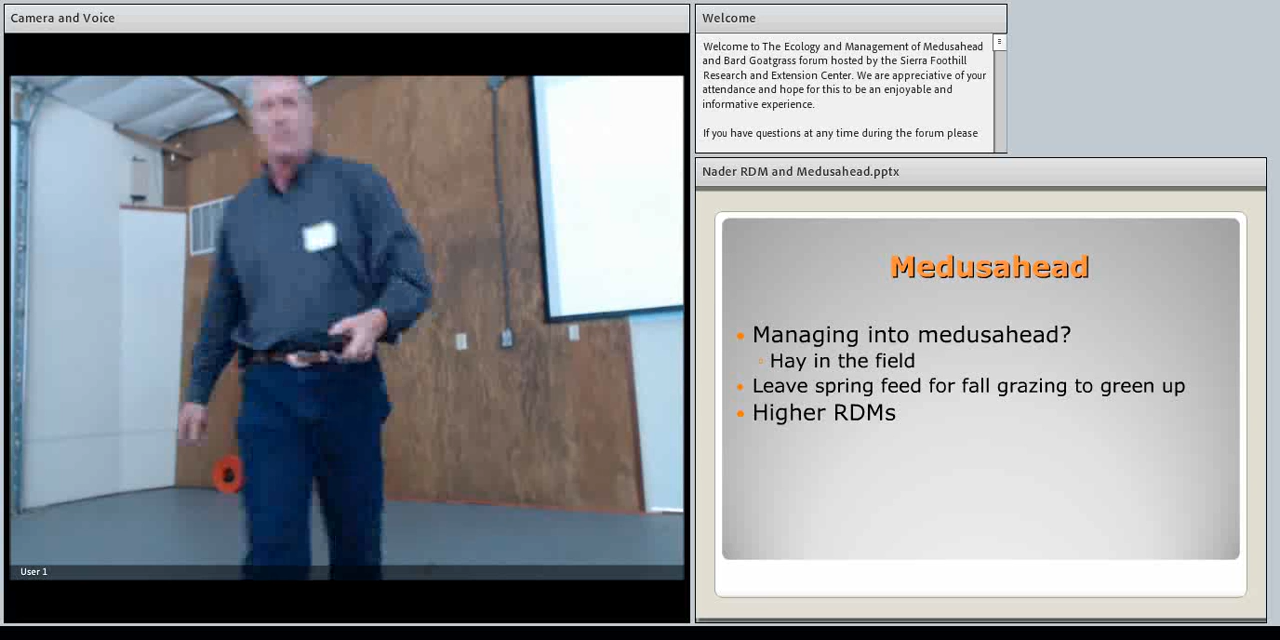 Camera and Voice
User 1
Welcome
Welcome to The Ecology and Management of Medusahead
and Bard Goatgrass forum hosted by the Sierra Foothill
Research and Extension Center. We are appreciative of your
attendance and hope for this to be an enjoyable and
informative experience.
If you have questions at any time during the forum please
Nader RDM and Medusahead.pptx
Medusahead
Managing into medusahead?
Hay in the field
Leave spring feed for fall grazing to green up
Higher RDMs